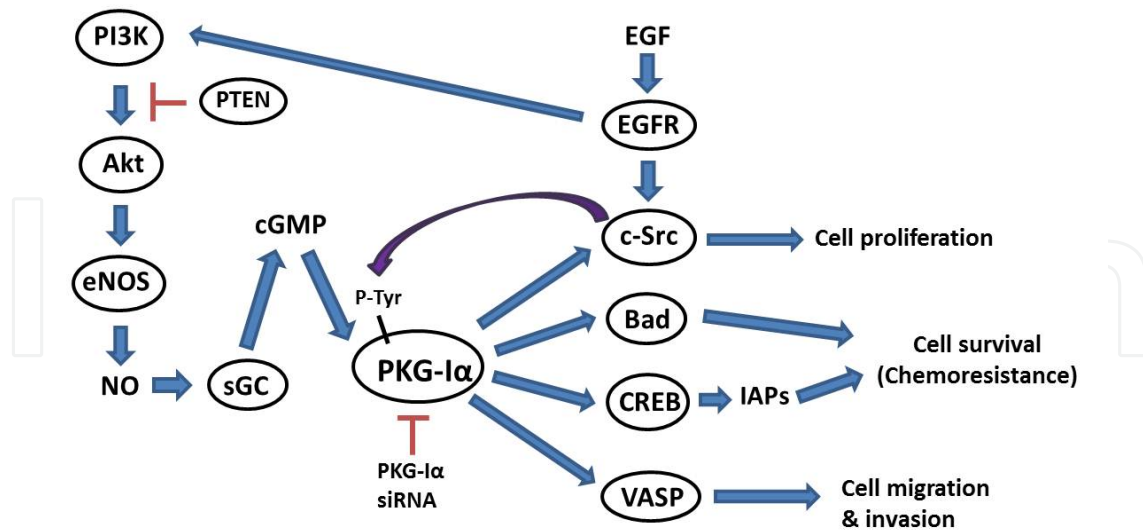 PI3K
EGF
PTEN
EGFR
Akt
cGMP
c-Src
Cell proliferation
eNOS
P-Tyr
Bad
Cell survival
(Chemoresistance)
PKG-Iα
NO
sGC
CREB
IAPs
PKG-Iα
siRNA
VASP
Cell migration
& invasion